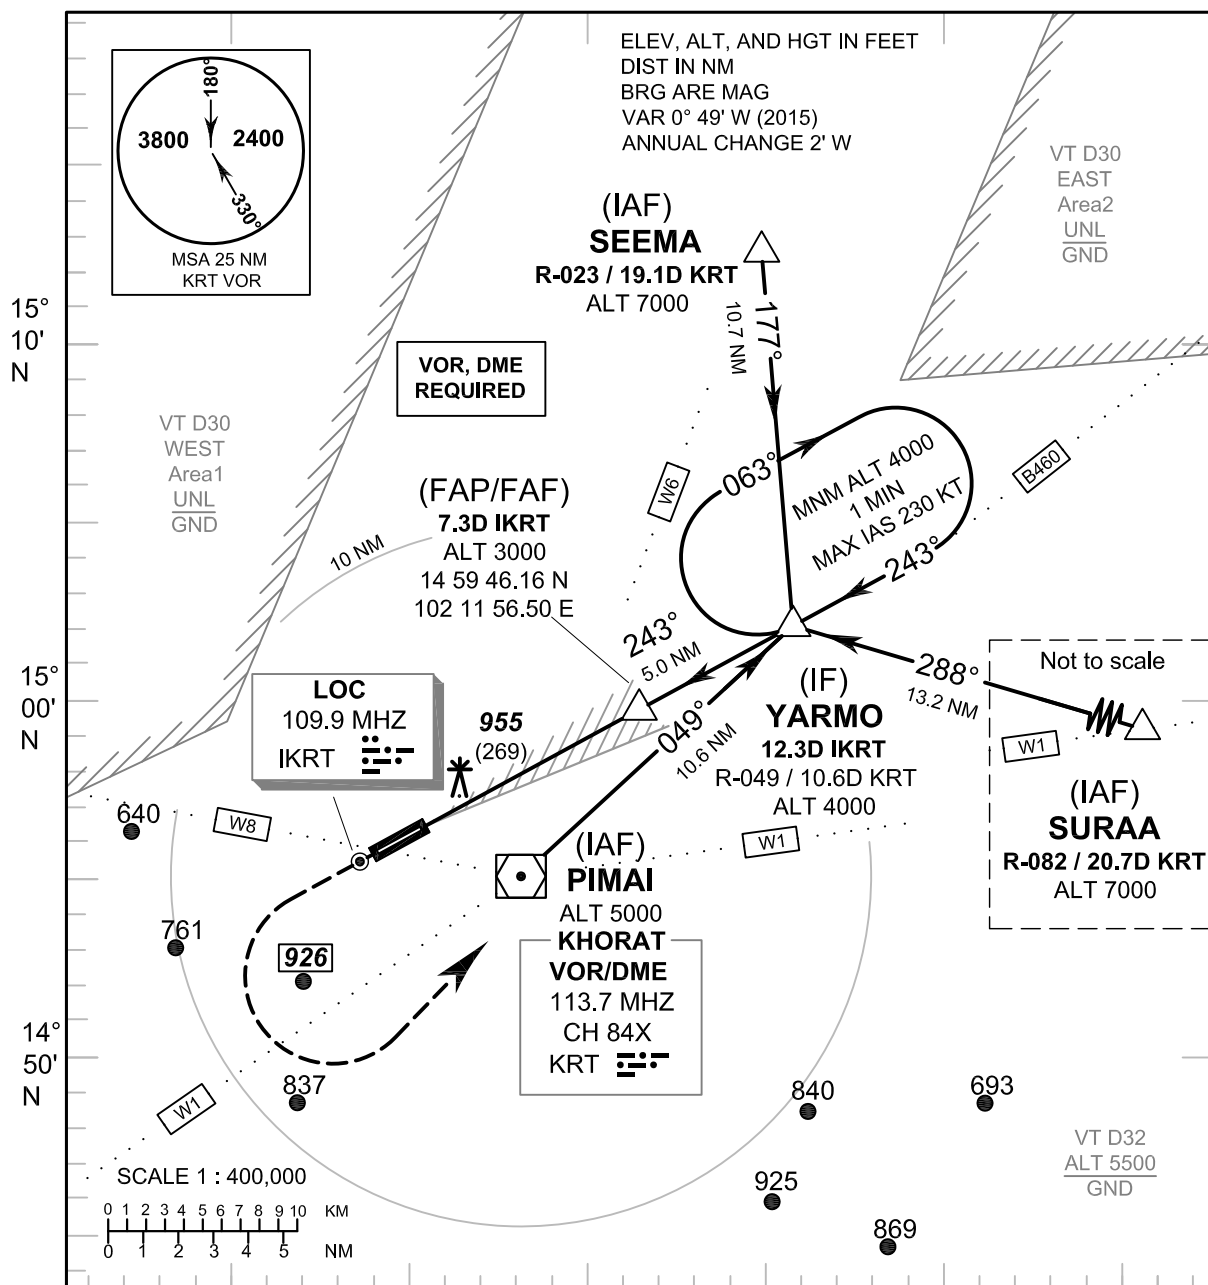 ELEV, ALT, AND HGT IN FEET
DIST IN NM
BRG ARE MAG
VAR 0° 49' W (2015)
ANNUAL CHANGE 2' W
180°
3800
2400
330°
MSA 25 NM
KRT VOR
VT D30
EAST
Area2
UNL
GND
(IAF)
SEEMA
R-023 / 19.1D KRT
ALT 7000
177°
10.7 NM
15°
10'
N
VOR, DME
REQUIRED
VT D30
WEST
Area1
UNL
GND
10 NM
(FAP/FAF)
7.3D IKRT
ALT 3000
14 59 46.16 N
102 11 56.50 E
W6
063°
MNM ALT 4000
1 MIN
MAX IAS 230 KT
243°
B460
243°
5.0 NM
15°
00'
N
LOC
109.9 MHZ
IKRT
955
(269)
049°
10.6 NM
(IF)
YARMO
12.3D IKRT
R-049 / 10.6D KRT
ALT 4000
288°
13.2 NM
Not to scale
W1
(IAF)
SURAA
R-082 / 20.7D KRT
ALT 7000
640
W8
W1
(IAF)
PIMAI
ALT 5000
KHORAT
VOR/DME
113.7 MHZ
CH 84X
KRT
761
926
14°
50'
N
837
W1
840
693
925
869
VT D32
ALT 5500
GND
SCALE 1 : 400,000
0 1 2 3 4 5 6 7 8 9 10 KM
0 1 2 3 4 5 NM